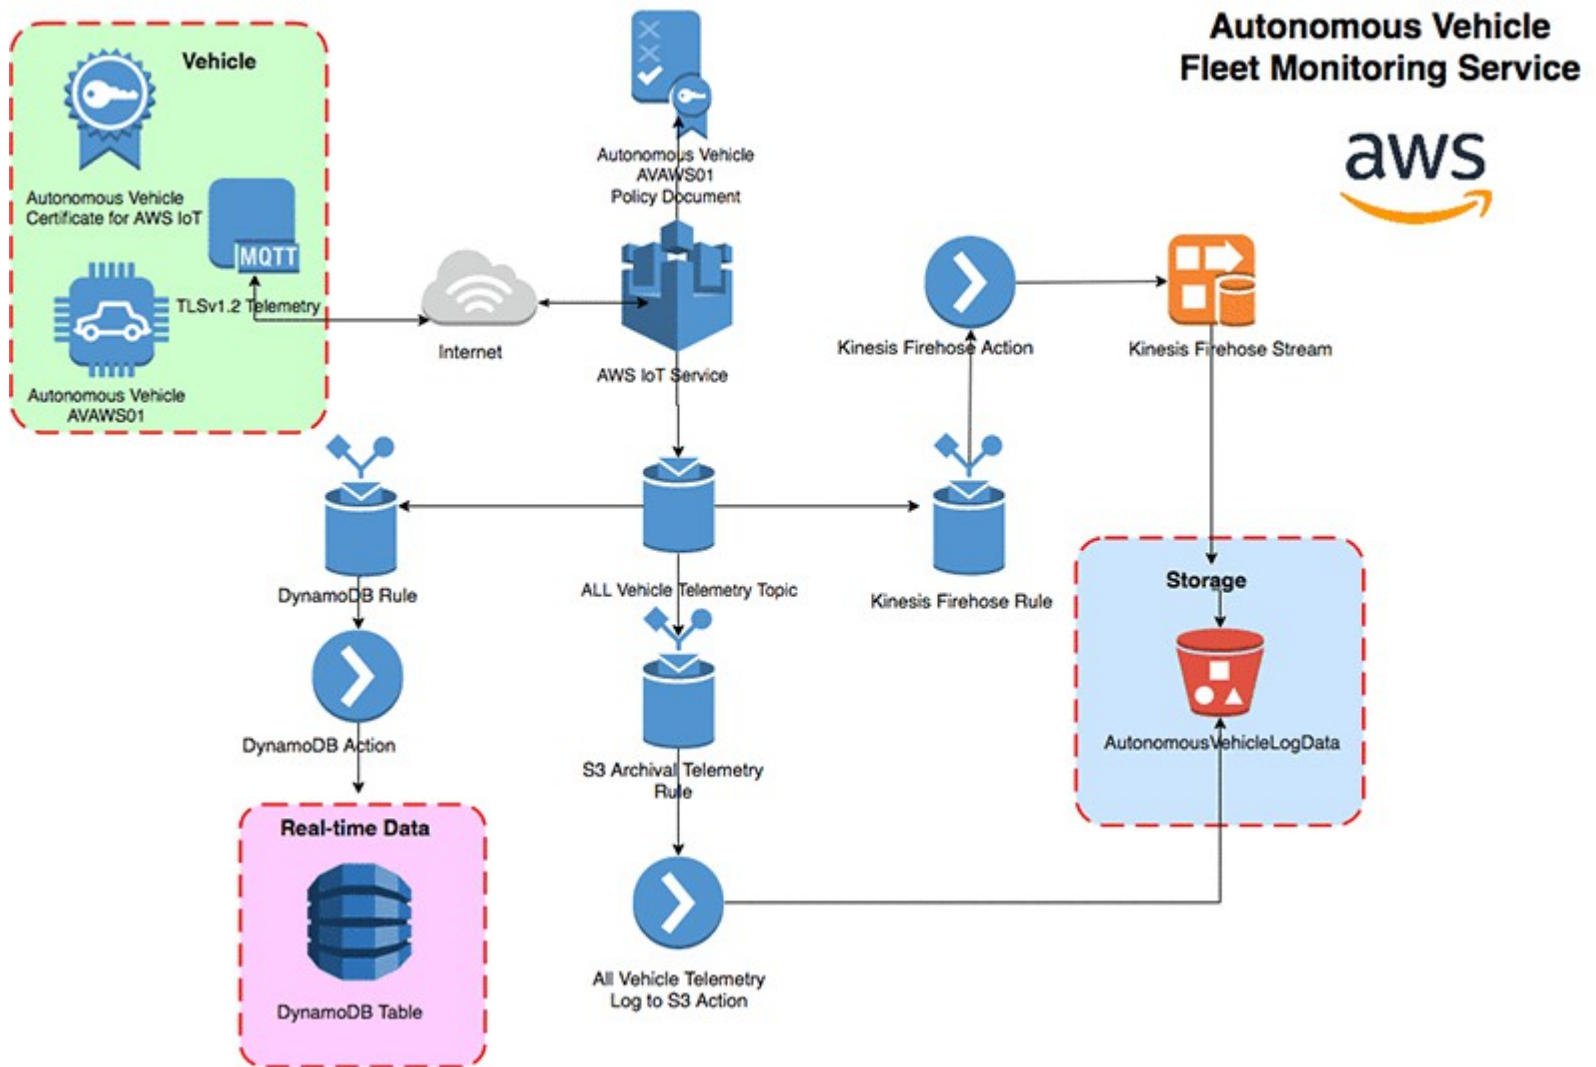 Autonomous Vehicle
Fleet Monitoring Service
aws
Vehicle
Autonomous Vehicle
Certificate for AWS IoT
MQTT
TLSv1.2 Telemetry
Autonomous Vehicle
AVAWS01
Internet
Autonomous Vehicle
AVAWS01
Policy Document
AWS IoT Service
Kinesis Firehose Action
Kinesis Firehose Stream
DynamoDB Rule
ALL Vehicle Telemetry Topic
Kinesis Firehose Rule
Storage
AutonomousVehicleLogData
DynamoDB Action
S3 Archival Telemetry
Rule
Real-time Data
DynamoDB Table
All Vehicle Telemetry
Log to S3 Action